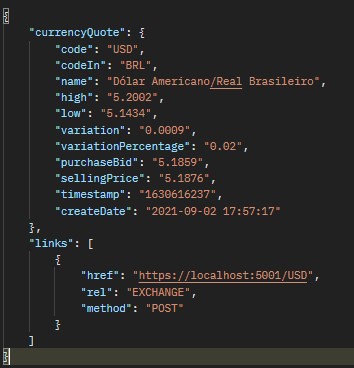 {
    "currencyQuote": {
        "code": "USD",
        "codeIn": "BRL",
        "name": "Dólar Americano/Real Brasileiro",
        "high": "5.2002",
        "low": "5.1434",
        "variation": "0.0009",
        "variationPercentage": "0.02",
        "purchaseBid": "5.1859",
        "sellingPrice": "5.1876",
        "timestamp": "1630616237",
        "createDate": "2021-09-02 17:57:17"
    },
    "links": [
        {
            "href": "https://localhost:5001/USD",
            "rel": "EXCHANGE",
            "method": "POST"
        }
    ]
}